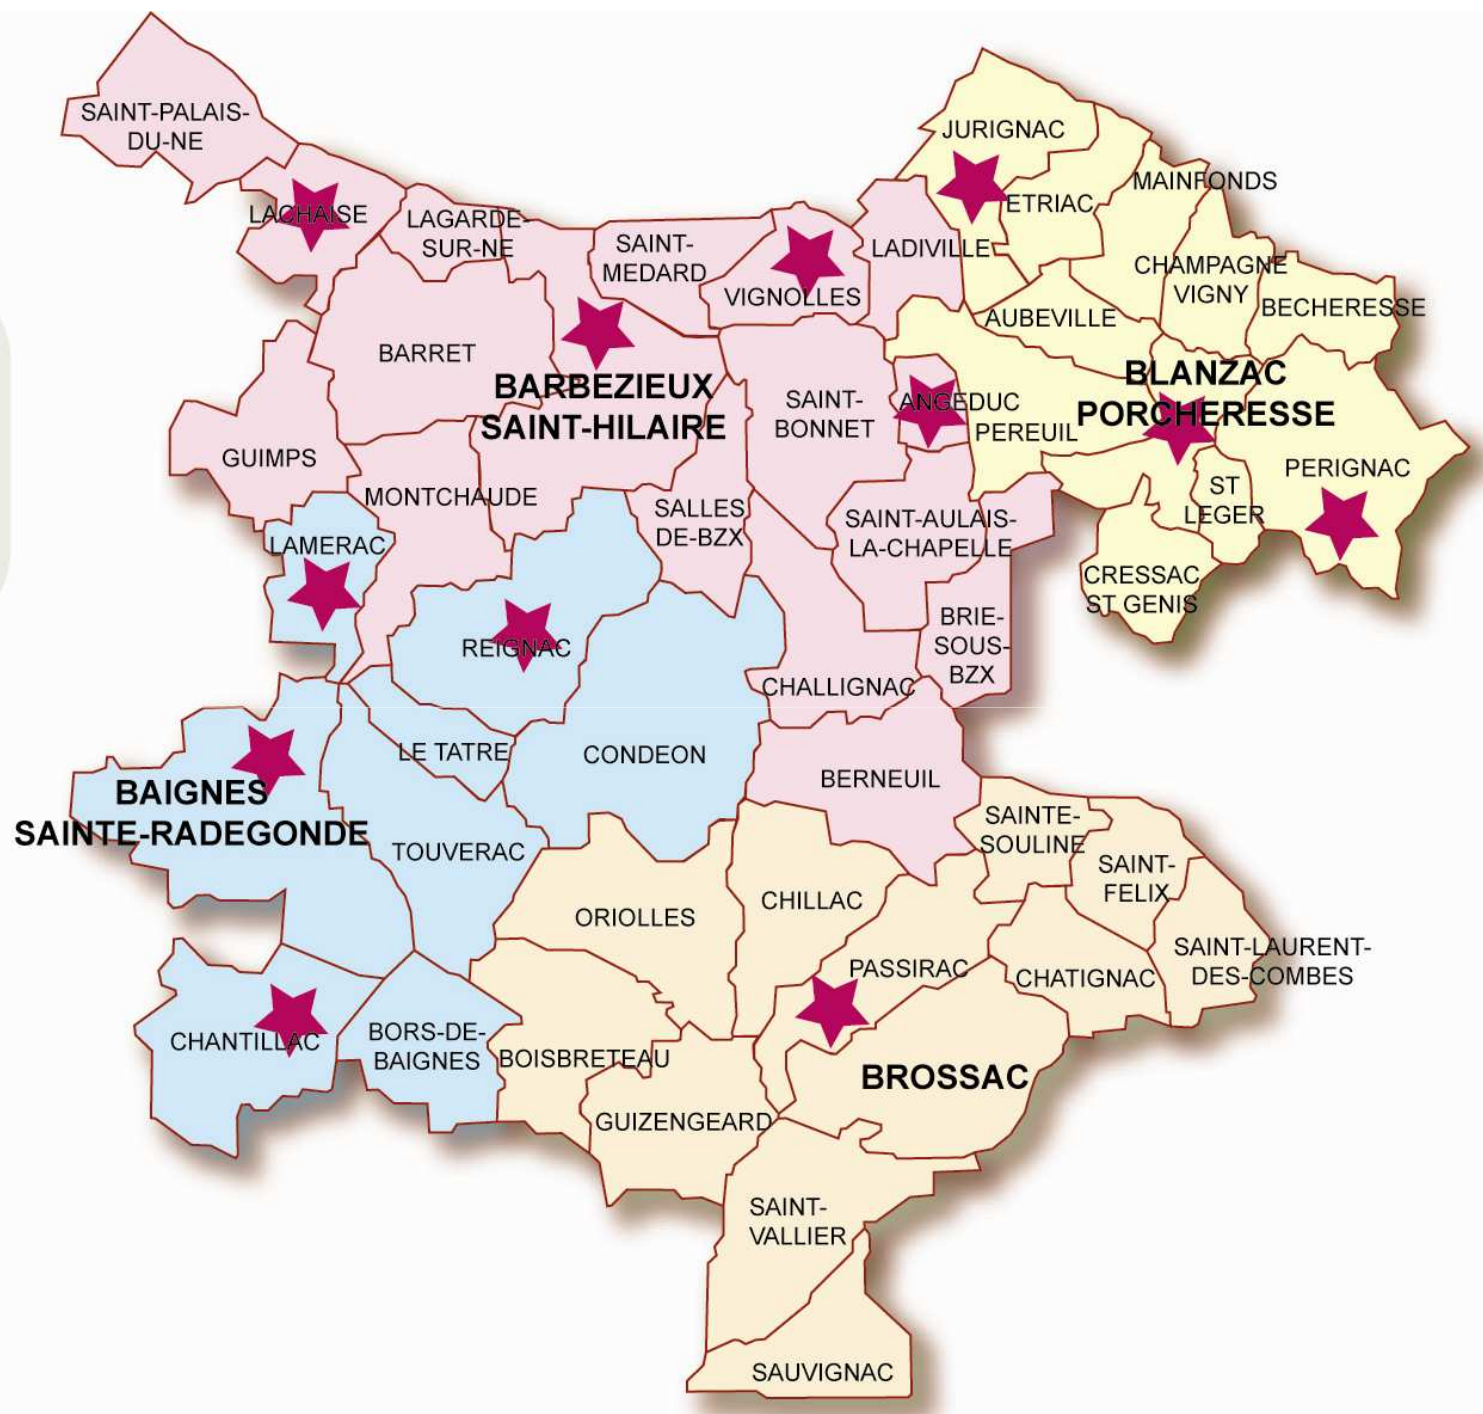 SAINT-PALAIS-
DU-NE
LACHAISE
LAGARDE-
SUR-NE
SAINT-
MEDARD
VIGNOLLES
LADIVILLE
JURIGNAC
ETRIAC
MAINFONDS
CHAMPAGNE
VIGNY
BECHERESSE
AUBEVILLE
BARRET
BARBEZIEUX
SAINT-HILAIRE
SAINT-
BONNET
ANGEDUC
PEREUIL
BLANZAC
PORCHERESSE
PERIGNAC
ST
LEGER
GUIMPS
MONTCHAUDE
SALLES
DE-BZX
SAINT-AULAIS-
LA-CHAPELLE
CRESSAC
ST GENIS
LAMERAC
REIGNAC
BRIE-
SOUS-
BZX
CHALLIGNAC
LE TATRE
CONDEON
BERNEUIL
BAIGNES
SAINTE-RADEGONDE
TOUVERAC
SAINTE-
SOULINE
SAINT-
FELIX
ORIOLLES
CHILLAC
PASSIRAC
CHATIGNAC
SAINT-LAURENT-
DES-COMBES
CHANTILLAC
BORS-DE-
BAIGNES
BOISBRETEAU
BROSSAC
GUIZENGEARD
SAINT-
VALLIER
SAUVIGNAC